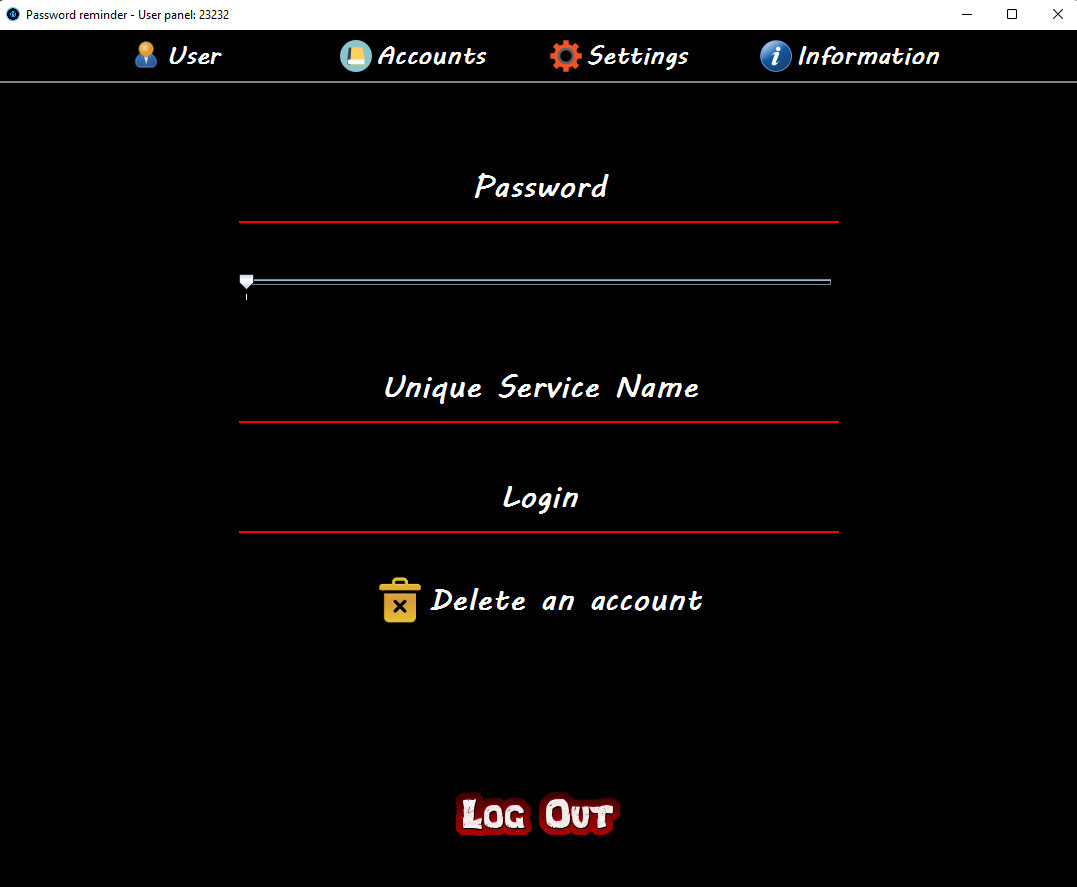 Password reminder - User panel: 23232
User Accounts Settings Information
Password
Unique Service Name
Login
Delete an account
Log Out